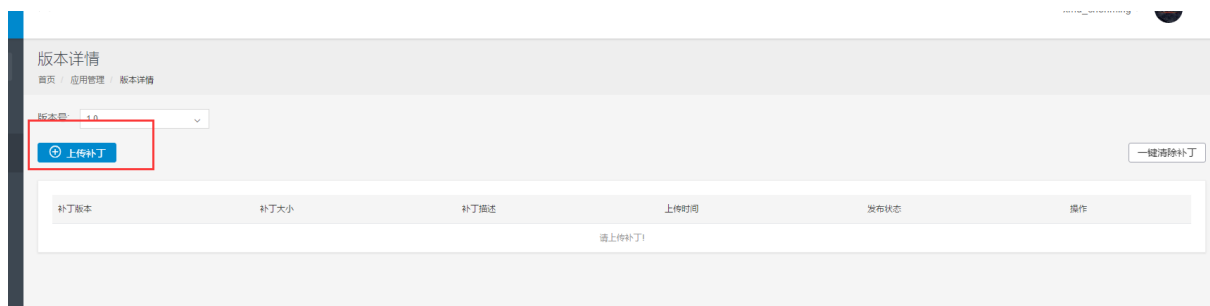 版本详情
首页 / 应用管理 / 版本详情
版本号: 1.0
上传补丁
一键清除补丁
补丁版本 补丁大小 补丁描述 上传时间 发布状态 操作
请上传补丁!